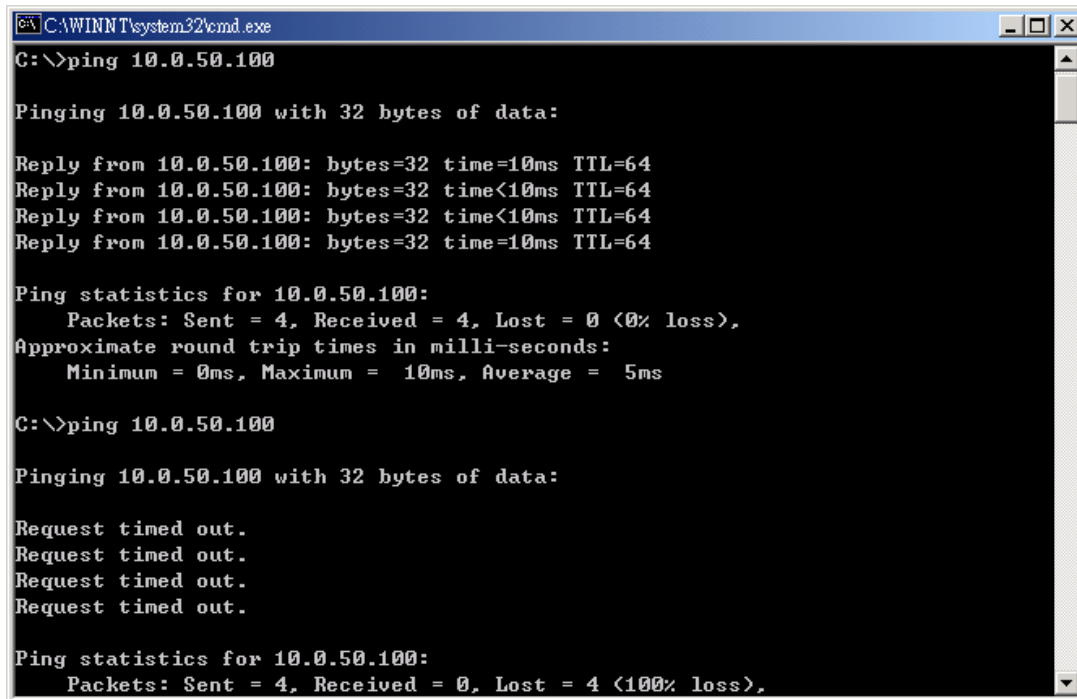 C:\WINNT\system32\cmd.exe
C:\>ping 10.0.50.100
Pinging 10.0.50.100 with 32 bytes of data:
Reply from 10.0.50.100: bytes=32 time=10ms TTL=64
Reply from 10.0.50.100: bytes=32 time<10ms TTL=64
Reply from 10.0.50.100: bytes=32 time<10ms TTL=64
Reply from 10.0.50.100: bytes=32 time=10ms TTL=64
Ping statistics for 10.0.50.100:
    Packets: Sent = 4, Received = 4, Lost = 0 (0% loss),
Approximate round trip times in milli-seconds:
    Minimum = 0ms, Maximum =  10ms, Average =  5ms
C:\>ping 10.0.50.100
Pinging 10.0.50.100 with 32 bytes of data:
Request timed out.
Request timed out.
Request timed out.
Request timed out.
Ping statistics for 10.0.50.100:
    Packets: Sent = 4, Received = 0, Lost = 4 (100% loss),